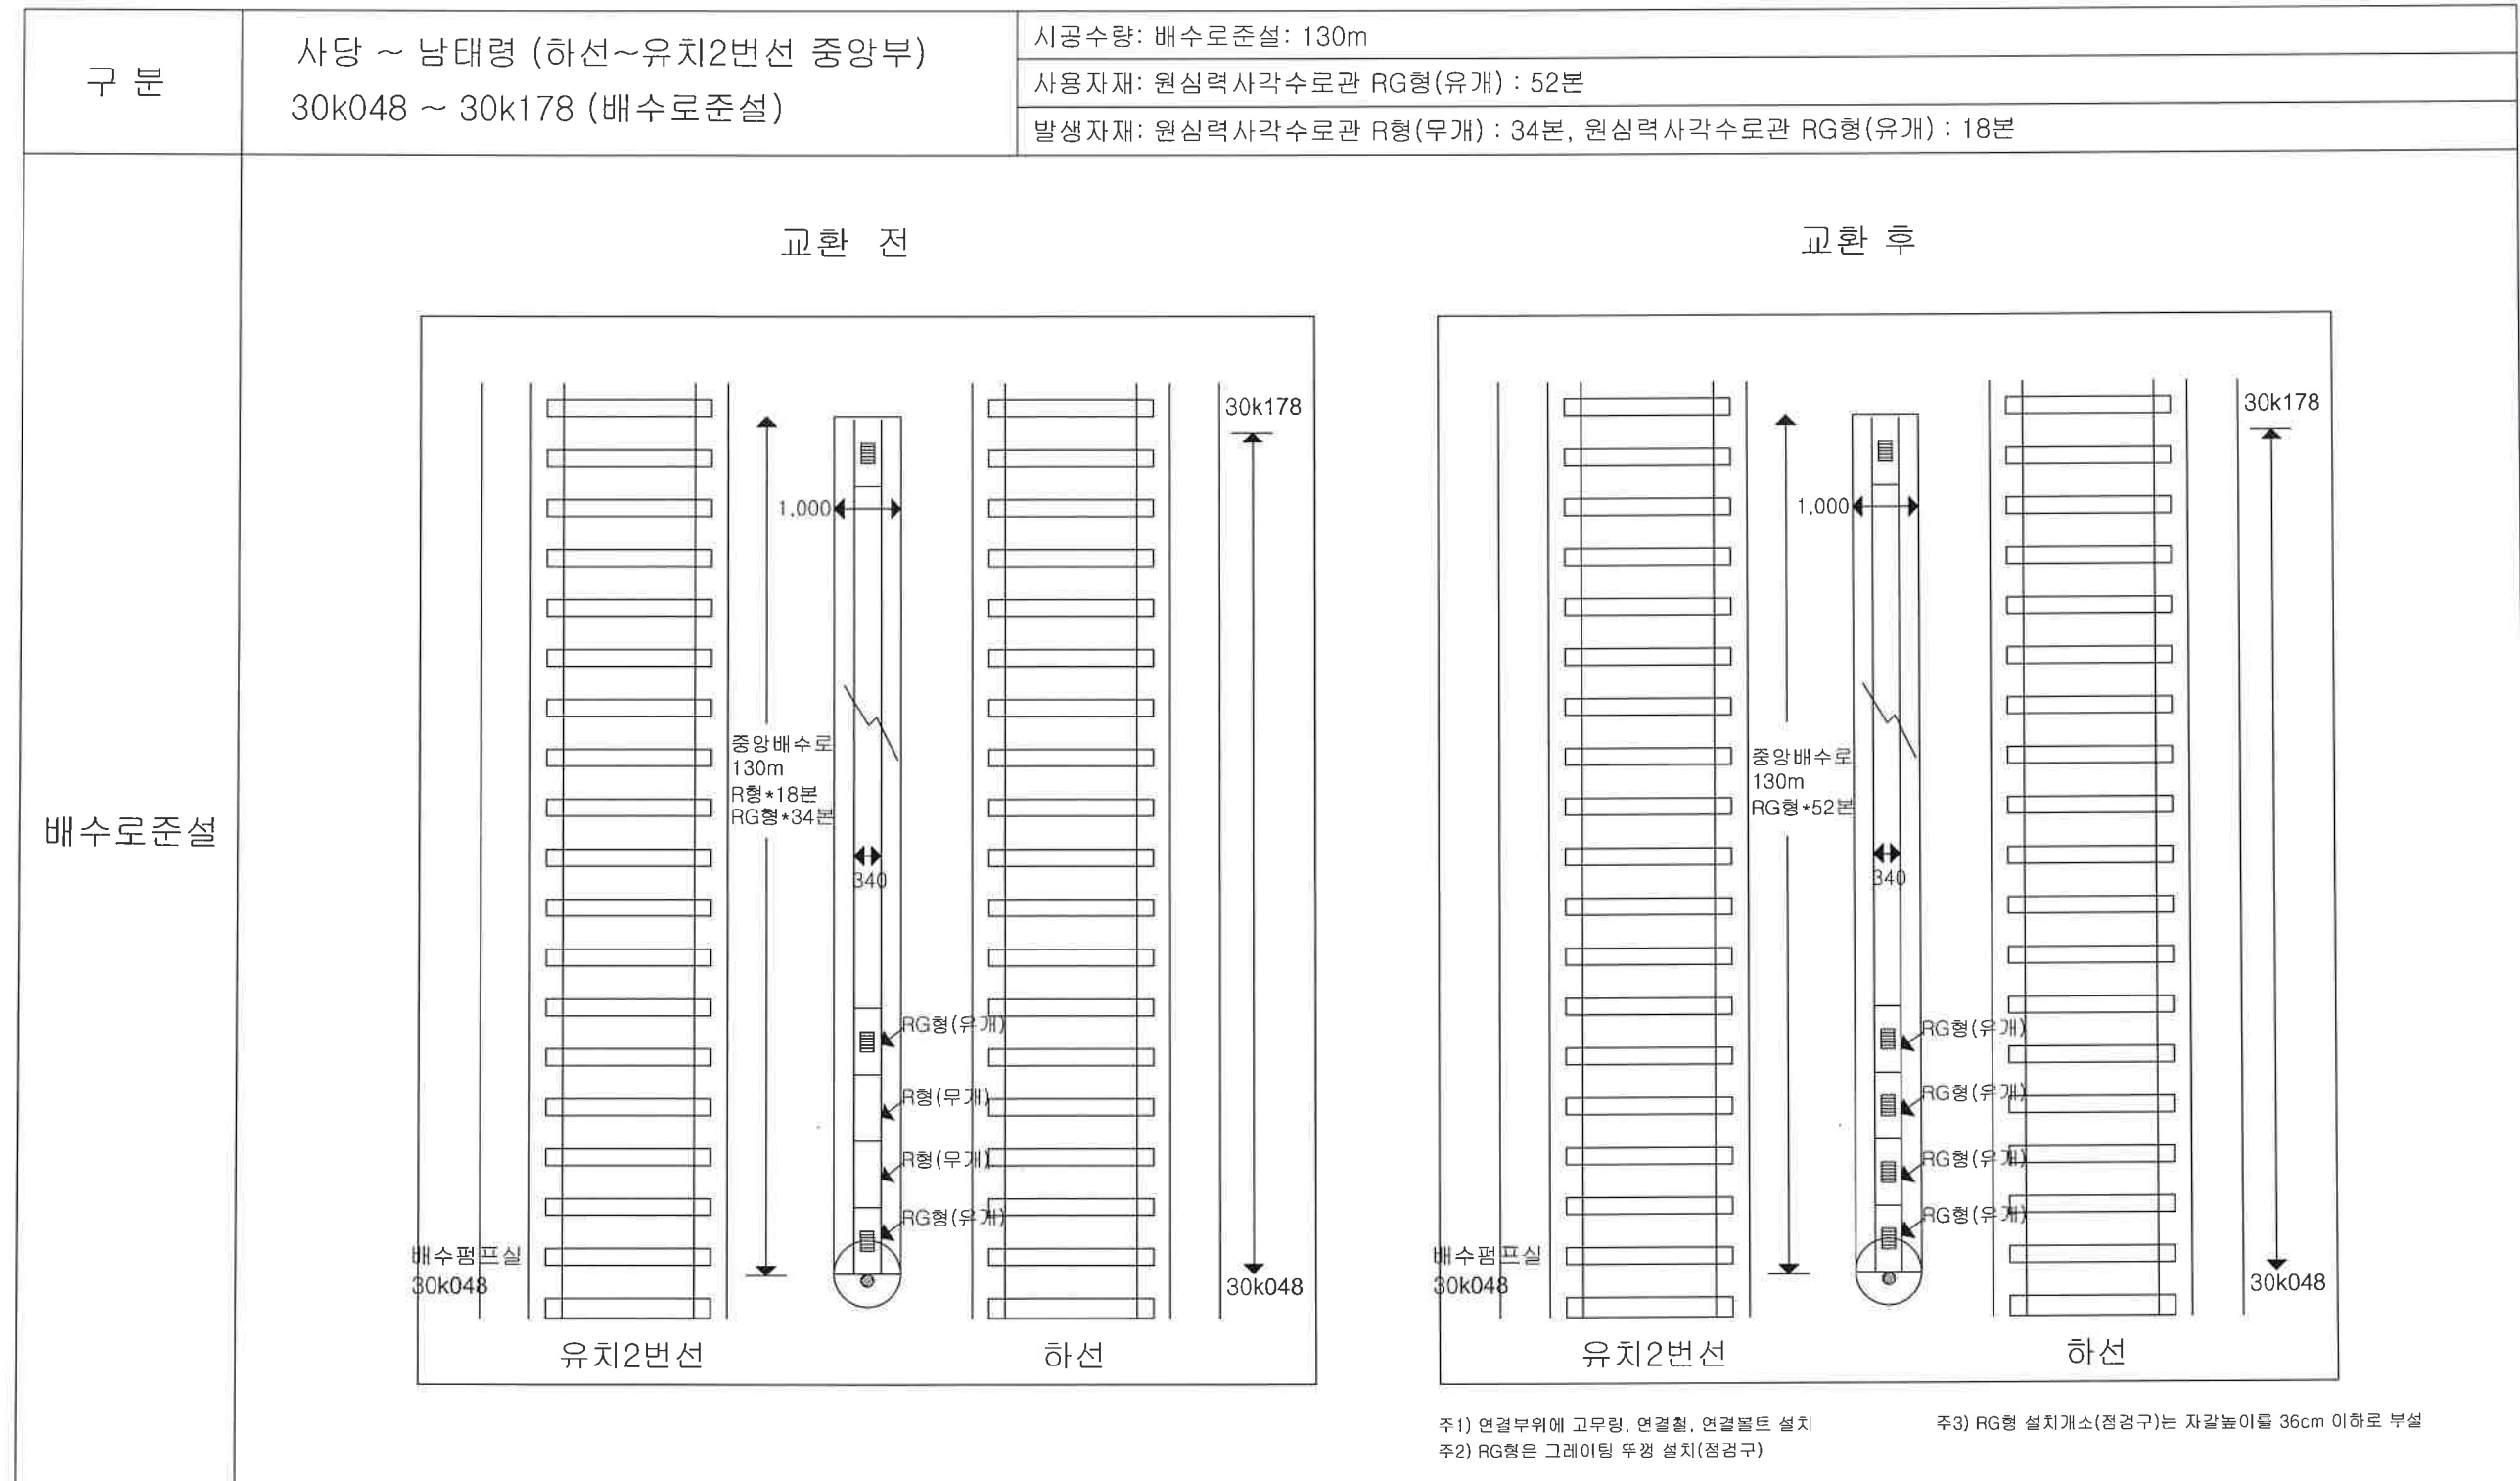 구 분
사당 ~ 남태령 (하선~유치2번선 중앙부)
30k048 ~ 30k178 (배수로준설)
시공수량: 배수로준설: 130m
사용자재: 원심력사각수로관 RG형(유개) : 52본
발생자재: 원심력사각수로관 R형(무개) : 34본, 원심력사각수로관 RG형(유개) : 18본
배수로준설
교환 전
30k178
1,000
중앙배수로
130m
R형*18본
RG형*34본
340
RG형(유개)
R형(무개)
R형(무개)
RG형(유개)
배수펌프실
30k048
30k048
유치2번선
하선
교환 후
30k178
1,000
중앙배수로
130m
RG형*52본
340
RG형(유개)
RG형(유개)
RG형(유개)
RG형(유개)
배수펌프실
30k048
30k048
유치2번선
하선
주1) 연결부위에 고무링, 연결철, 연결볼트 설치
주2) RG형은 그레이팅 뚜껑 설치(점검구)
주3) RG형 설치개소(점검구)는 자갈높이를 36cm 이하로 부설